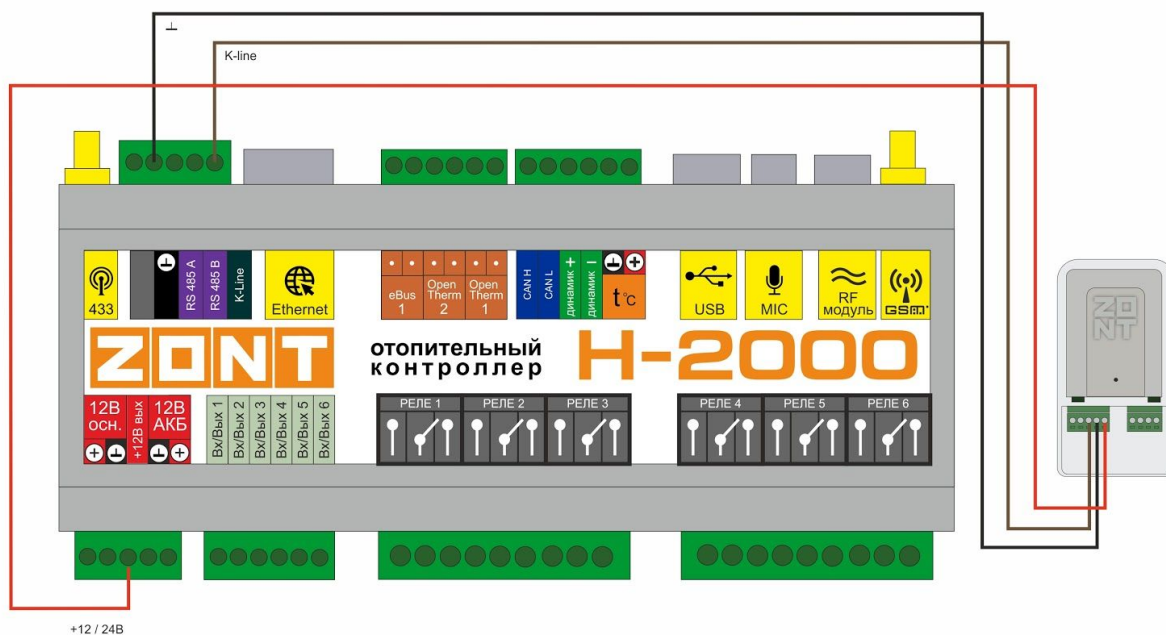 ⊥
K-line
433
⊥
RS 485 A
RS 485 B
K-Line
Ethernet
eBus
1
Open
Therm
2
Open
Therm
1
CAN H
CAN L
динамик +
динамик –
⊥ +
t°C
USB
MIC
RF
модуль
GSM
ZONT
отопительный
контроллер
H-2000
ZO
NT
12В
осн.
+ ⊥
+12В вых
12В
АКБ
⊥ +
Вх/Вых 1
Вх/Вых 2
Вх/Вых 3
Вх/Вых 4
Вх/Вых 5
Вх/Вых 6
РЕЛЕ 1
РЕЛЕ 2
РЕЛЕ 3
РЕЛЕ 4
РЕЛЕ 5
РЕЛЕ 6
+12 / 24В